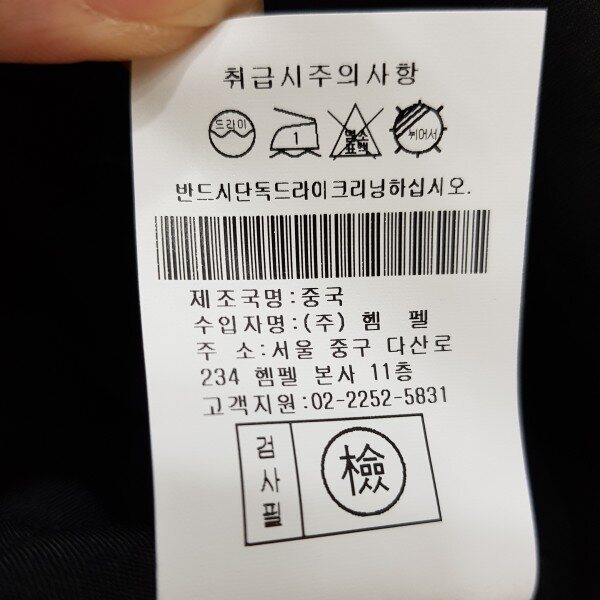 취급시주의사항
드라이 1 염소 표백 뉘어서
반드시단독드라이크리닝하십시오.
제조국명:중국
수입자명:(주) 헴 펠
주 소:서울 중구 다산로
234 헴펠 본사 11층
고객지원:02-2252-5831
검사필 檢